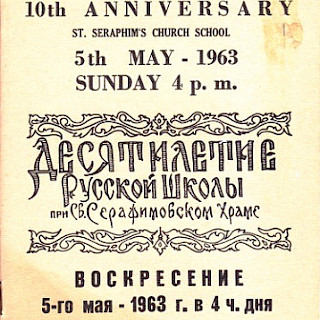 10th ANNIVERSARY
ST. SERAPHIM'S CHURCH SCHOOL
5th MAY - 1963
SUNDAY 4 p. m.
ДЕСЯТИЛЕТИЕ
РУССКОЙ ШКОЛЫ
ПРИ СВ. СЕРАФИМОВСКОМ ХРАМЕ
ВОСКРЕСЕНИЕ
5-го мая - 1963 г. в 4 ч. дня